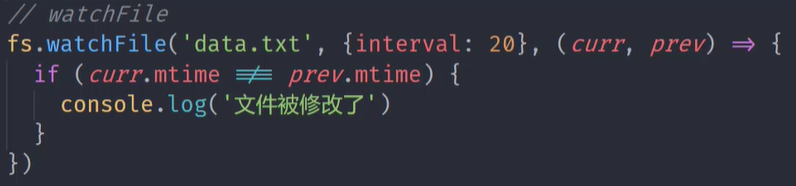 // watchFile
fs.watchFile('data.txt', {interval: 20}, (curr, prev) => {
  if (curr.mtime !== prev.mtime) {
    console.log('文件被修改了')
  }
})